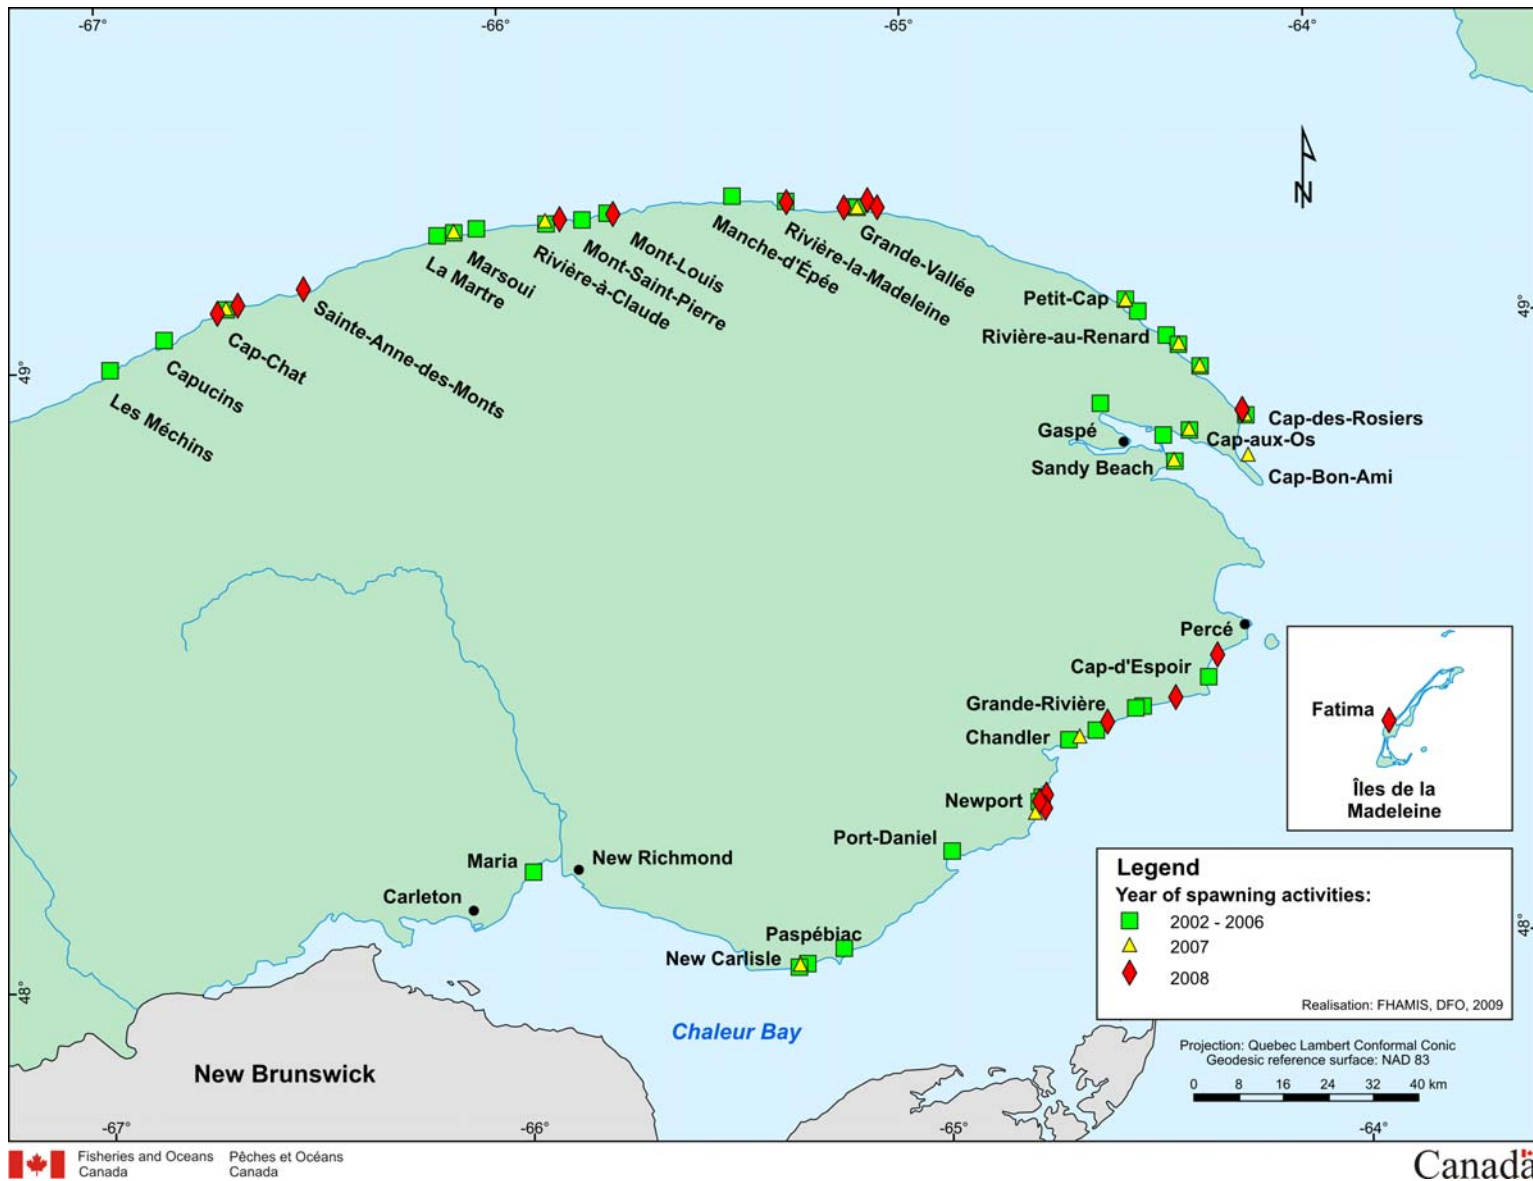 -67°
-66°
-65°
-64°
Manche-d'Épée
Rivière-la-Madeleine
Grande-Vallée
Mont-Louis
Mont-Saint-Pierre
Rivière-à-Claude
Marsoui
La Martre
Sainte-Anne-des-Monts
Cap-Chat
Capucins
Les Méchins
N
49°
49°
Petit-Cap
Rivière-au-Renard
Cap-des-Rosiers
Gaspé
Cap-aux-Os
Sandy Beach
Cap-Bon-Ami
Percé
Cap-d'Espoir
Grande-Rivière
Chandler
Newport
Port-Daniel
Maria
New Richmond
Carleton
Paspébiac
New Carlisle
Fatima
Îles de la
Madeleine
Legend
Year of spawning activities:
2002 - 2006
2007
2008
Realisation: FHAMIS, DFO, 2009
48°
48°
Chaleur Bay
New Brunswick
Projection: Quebec Lambert Conformal Conic
Geodesic reference surface: NAD 83
0 8 16 24 32 40 km
-67°
-66°
-65°
-64°
Fisheries and Oceans Pêches et Océans
Canada Canada
Canada